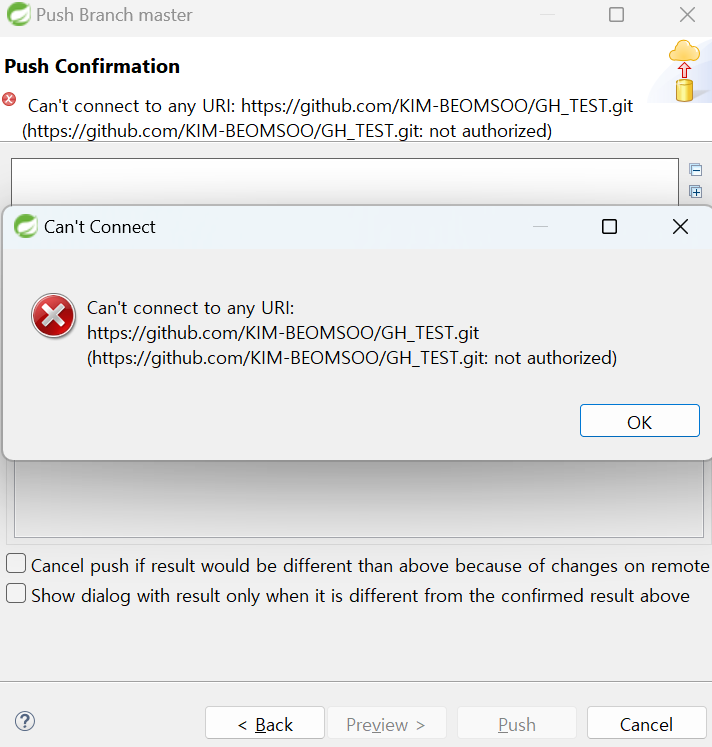 Push Branch master
Push Confirmation
Can't connect to any URI: https://github.com/KIM-BEOMSOO/GH_TEST.git
(https://github.com/KIM-BEOMSOO/GH_TEST.git: not authorized)
Can't Connect
Can't connect to any URI:
https://github.com/KIM-BEOMSOO/GH_TEST.git
(https://github.com/KIM-BEOMSOO/GH_TEST.git: not authorized)
OK
Cancel push if result would be different than above because of changes on remote
Show dialog with result only when it is different from the confirmed result above
< Back
Preview >
Push
Cancel